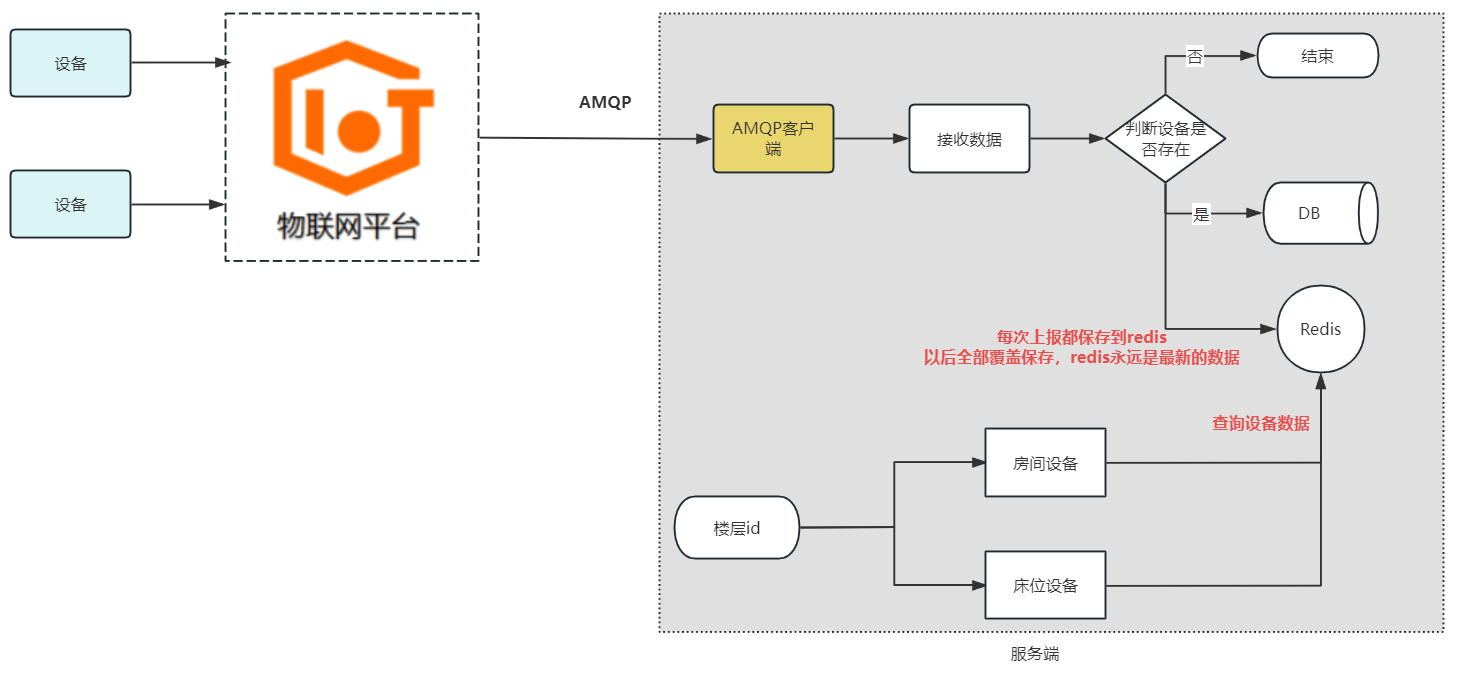 设备
设备
IOT
物联网平台
AMQP
AMQP客户
端
接收数据
判断设备是
否存在
否
结束
是
DB
Redis
每次上报都保存到redis
以后全部覆盖保存，redis永远是最新的数据
查询设备数据
房间设备
楼层id
床位设备
服务端